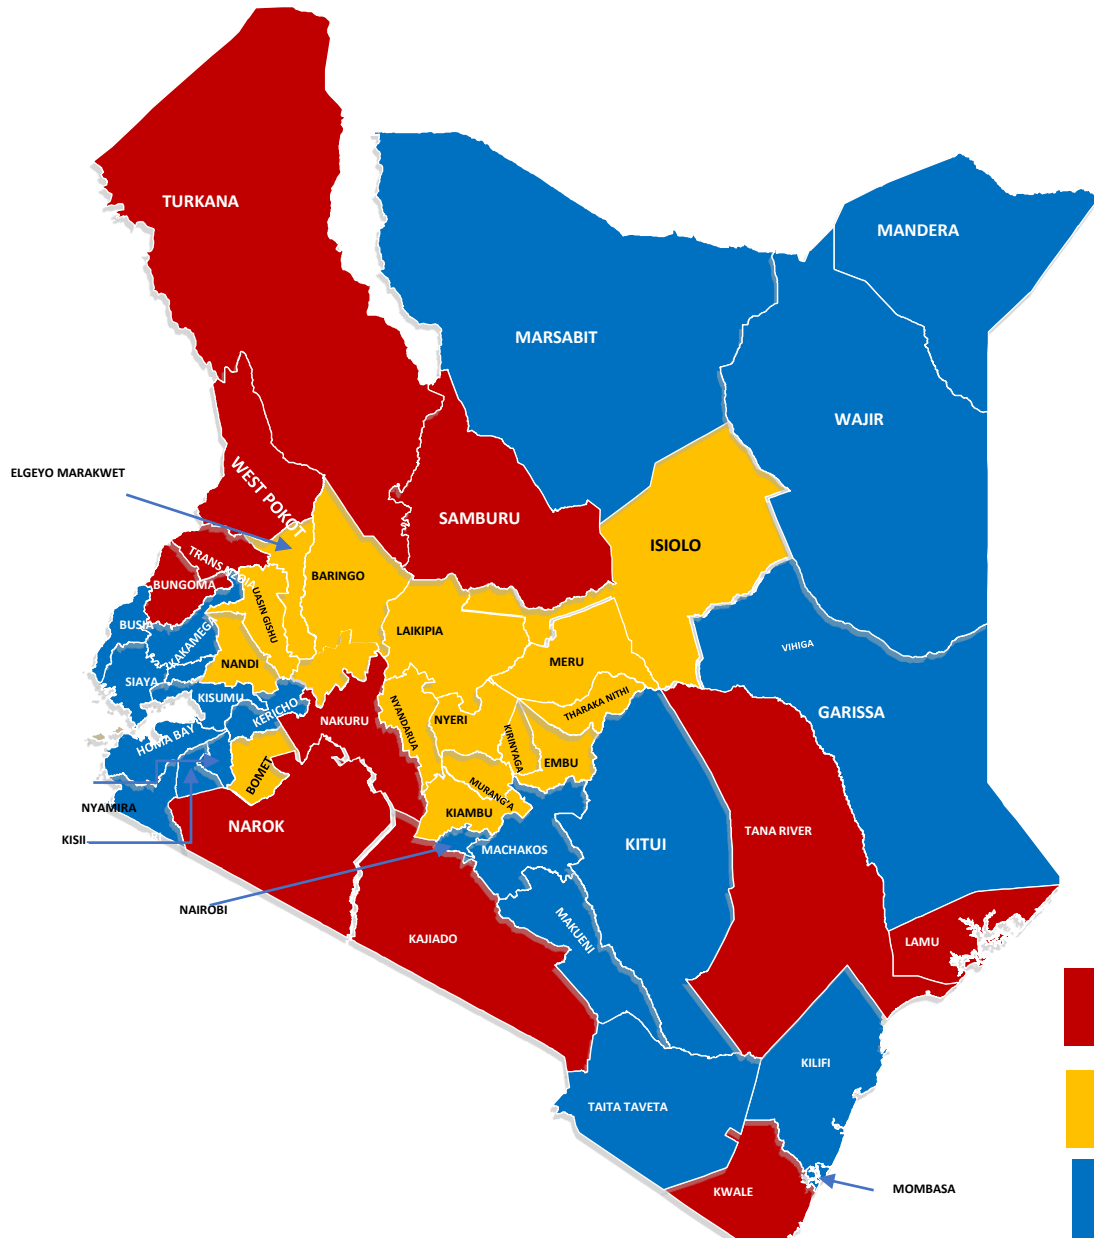 TURKANA
MANDERA
MARSABIT
WAJIR
ELGEYO MARAKWET
WEST POKOT
SAMBURU
ISIOLO
TRANS NZOIA
BUNGOMA
BARINGO
UASIN GISHU
BUSIA
KAKAMEGA
LAIKIPIA
VIHIGA
NANDI
MERU
SIAYA
KISUMU
THARAKA NITHI
KERICHO
NYANDARUA
GARISSA
NAKURU
NYERI
HOMA BAY
KIRINYAGA
EMBU
BOMET
MURANG'A
NYAMIRA
KIAMBU
NAROK
TANA RIVER
KISII
MACHAKOS
KITUI
NAIROBI
MAKUENI
KAJIADO
LAMU
KILIFI
TAITA TAVETA
KWALE
MOMBASA